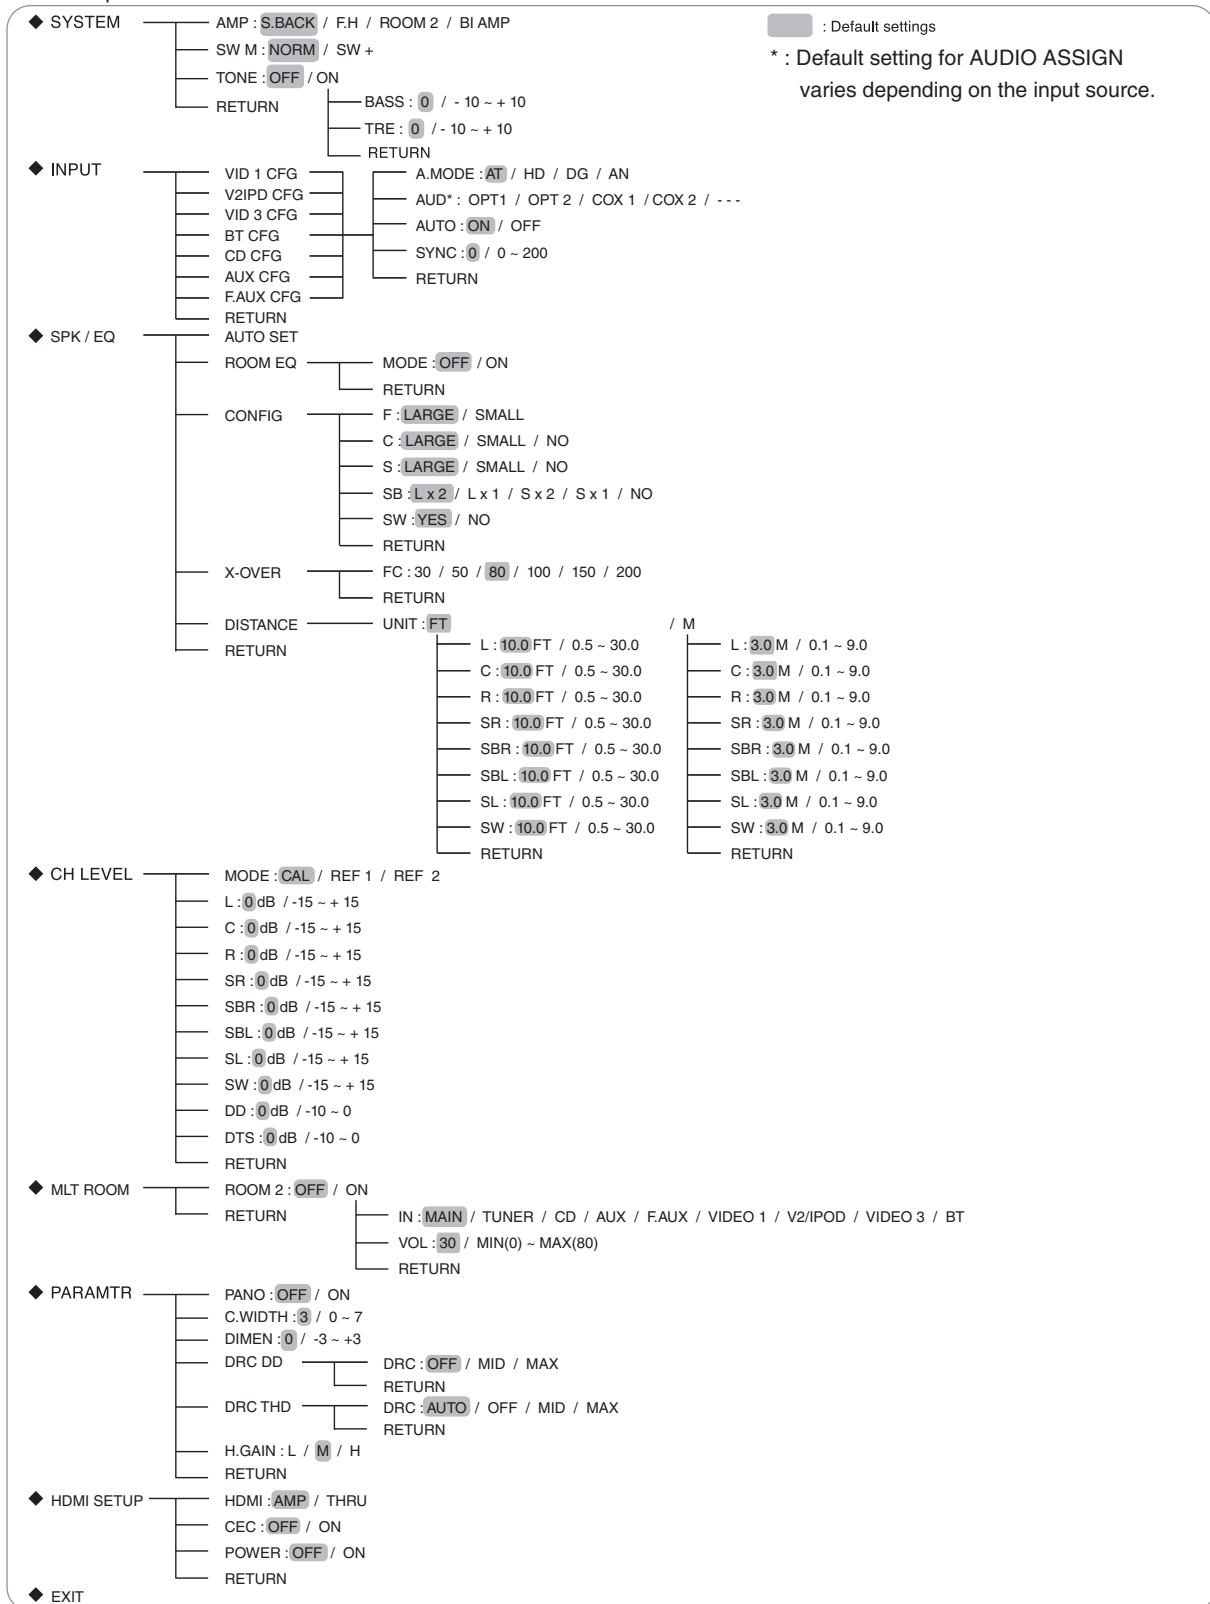 ◆ SYSTEM
AMP : S.BACK / F.H / ROOM 2 / BI AMP
SW M : NORM / SW +
TONE : OFF / ON
BASS : 0 / - 10 ~ + 10
TRE : 0 / - 10 ~ + 10
RETURN
RETURN
: Default settings
* : Default setting for AUDIO ASSIGN
varies depending on the input source.
◆ INPUT
VID 1 CFG
V2IPD CFG
VID 3 CFG
BT CFG
CD CFG
AUX CFG
F.AUX CFG
RETURN
A.MODE : AT / HD / DG / AN
AUD* : OPT1 / OPT 2 / COX 1 / COX 2 / - - -
AUTO : ON / OFF
SYNC : 0 / 0 ~ 200
RETURN
◆ SPK / EQ
AUTO SET
ROOM EQ
MODE : OFF / ON
RETURN
CONFIG
F : LARGE / SMALL
C : LARGE / SMALL / NO
S : LARGE / SMALL / NO
SB : L x 2 / L x 1 / S x 2 / S x 1 / NO
SW : YES / NO
RETURN
X-OVER
FC : 30 / 50 / 80 / 100 / 150 / 200
RETURN
DISTANCE
UNIT : FT / M
L : 10.0 FT / 0.5 ~ 30.0
C : 10.0 FT / 0.5 ~ 30.0
R : 10.0 FT / 0.5 ~ 30.0
SR : 10.0 FT / 0.5 ~ 30.0
SBR : 10.0 FT / 0.5 ~ 30.0
SBL : 10.0 FT / 0.5 ~ 30.0
SL : 10.0 FT / 0.5 ~ 30.0
SW : 10.0 FT / 0.5 ~ 30.0
RETURN
L : 3.0 M / 0.1 ~ 9.0
C : 3.0 M / 0.1 ~ 9.0
R : 3.0 M / 0.1 ~ 9.0
SR : 3.0 M / 0.1 ~ 9.0
SBR : 3.0 M / 0.1 ~ 9.0
SBL : 3.0 M / 0.1 ~ 9.0
SL : 3.0 M / 0.1 ~ 9.0
SW : 3.0 M / 0.1 ~ 9.0
RETURN
RETURN
◆ CH LEVEL
MODE : CAL / REF 1 / REF 2
L : 0 dB / -15 ~ + 15
C : 0 dB / -15 ~ + 15
R : 0 dB / -15 ~ + 15
SR : 0 dB / -15 ~ + 15
SBR : 0 dB / -15 ~ + 15
SBL : 0 dB / -15 ~ + 15
SL : 0 dB / -15 ~ + 15
SW : 0 dB / -15 ~ + 15
DD : 0 dB / -10 ~ 0
DTS : 0 dB / -10 ~ 0
RETURN
◆ MLT ROOM
ROOM 2 : OFF / ON
RETURN
IN : MAIN / TUNER / CD / AUX / F.AUX / VIDEO 1 / V2/IPOD / VIDEO 3 / BT
VOL : 30 / MIN(0) ~ MAX(80)
RETURN
◆ PARAMTR
PANO : OFF / ON
C.WIDTH : 3 / 0 ~ 7
DIMEN : 0 / -3 ~ +3
DRC DD
DRC : OFF / MID / MAX
RETURN
DRC THD
DRC : AUTO / OFF / MID / MAX
RETURN
H.GAIN : L / M / H
RETURN
◆ HDMI SETUP
HDMI : AMP / THRU
CEC : OFF / ON
POWER : OFF / ON
RETURN
◆ EXIT